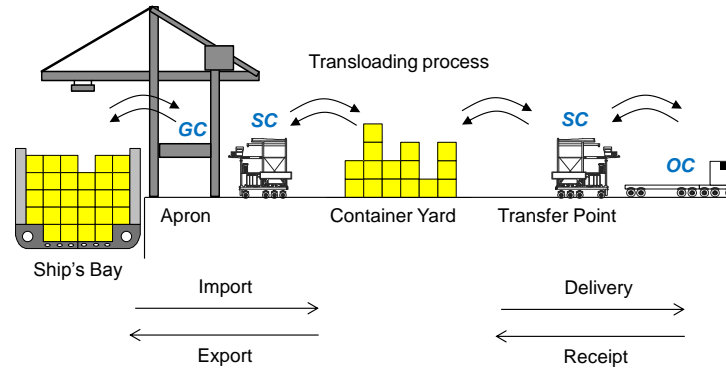 Transloading process
GC
SC
SC
OC
Apron
Container Yard
Transfer Point
Ship's Bay
Import
Delivery
Export
Receipt